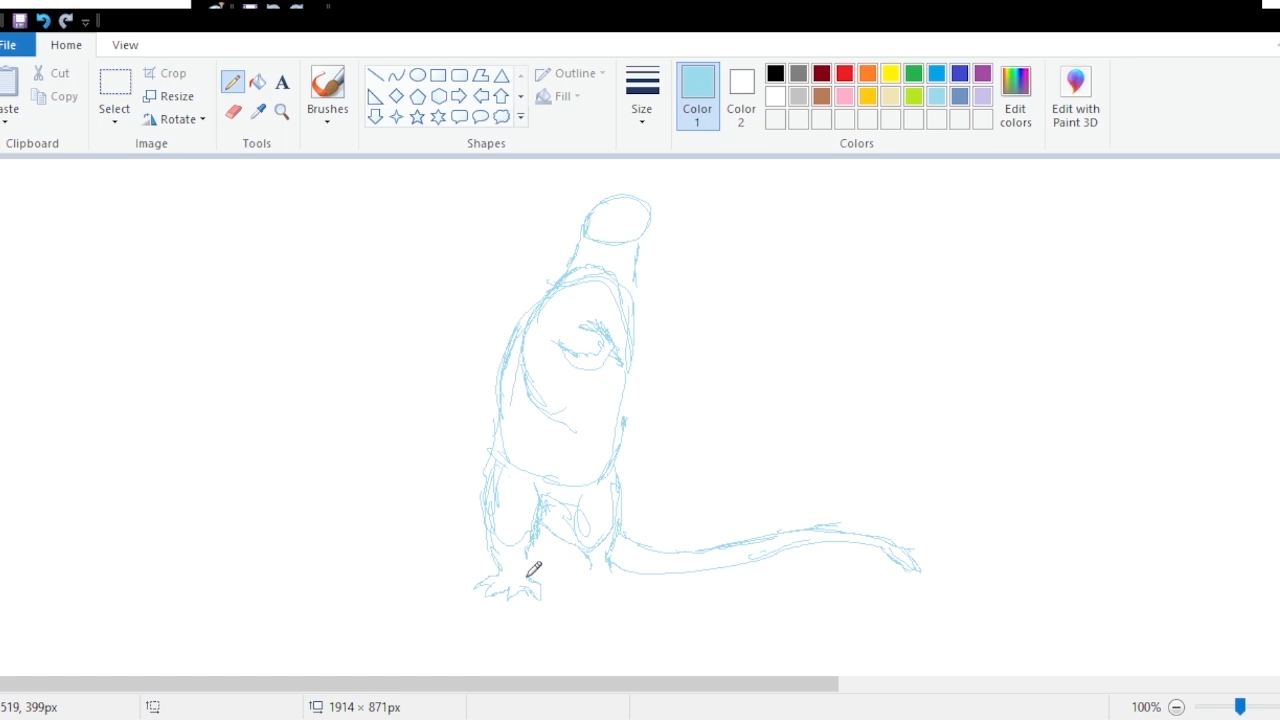 File
Home
View
Cut
Copy
aste
Clipboard
Select
Crop
Resize
Rotate
Image
Tools
Brushes
Outline
Fill
Shapes
Size
Color
1
Color
2
Edit
colors
Colors
Edit with
Paint 3D
519, 399px
1914 × 871px
100%